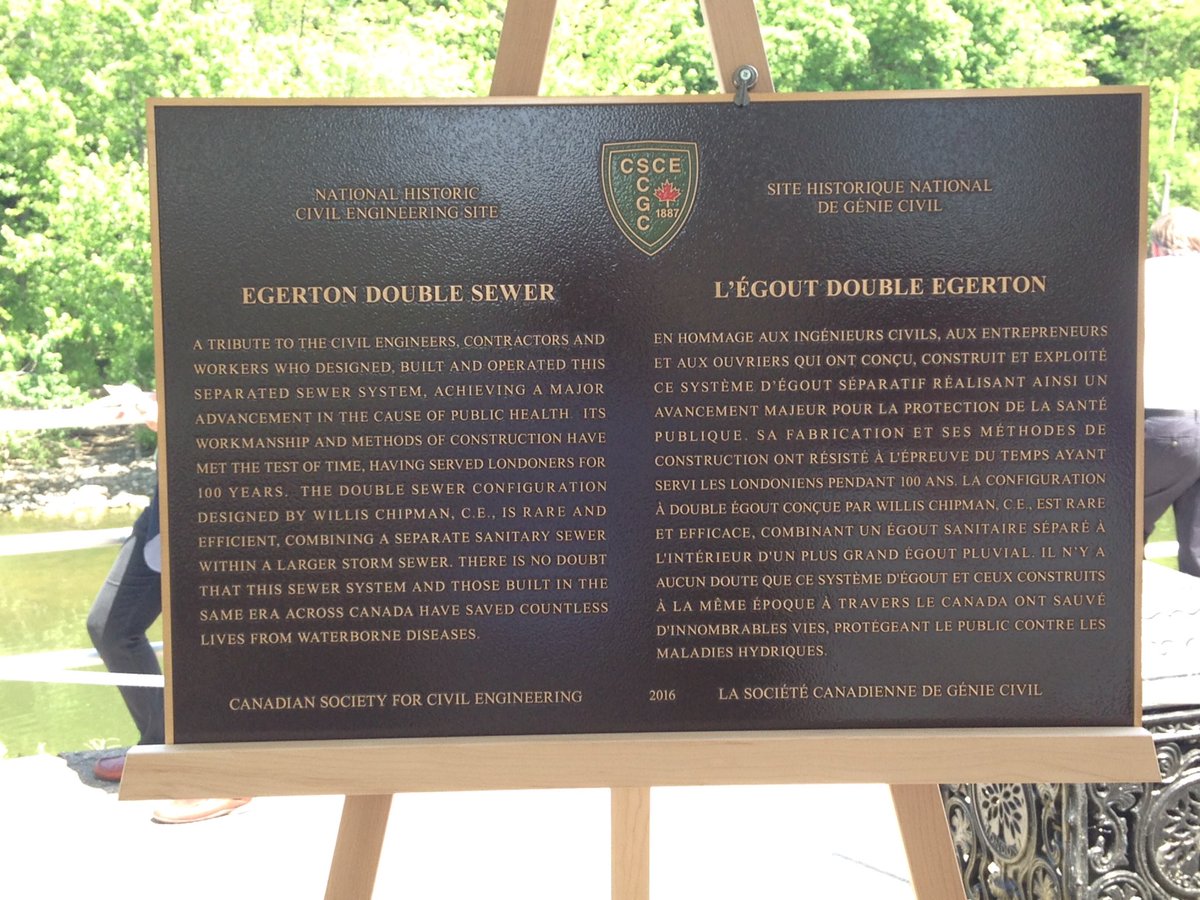 NATIONAL HISTORIC
CIVIL ENGINEERING SITE
CSCE
SCGC
1887
SITE HISTORIQUE NATIONAL
DE GÉNIE CIVIL
EGERTON DOUBLE SEWER
A TRIBUTE TO THE CIVIL ENGINEERS, CONTRACTORS AND
WORKERS WHO DESIGNED, BUILT AND OPERATED THIS
SEPARATED SEWER SYSTEM, ACHIEVING A MAJOR
ADVANCEMENT IN THE CAUSE OF PUBLIC HEALTH. ITS
WORKMANSHIP AND METHODS OF CONSTRUCTION HAVE
MET THE TEST OF TIME, HAVING SERVED LONDONERS FOR
100 YEARS. THE DOUBLE SEWER CONFIGURATION
DESIGNED BY WILLIS CHIPMAN, C.E., IS RARE AND
EFFICIENT, COMBINING A SEPARATE SANITARY SEWER
WITHIN A LARGER STORM SEWER. THERE IS NO DOUBT
THAT THIS SEWER SYSTEM AND THOSE BUILT IN THE
SAME ERA ACROSS CANADA HAVE SAVED COUNTLESS
LIVES FROM WATERBORNE DISEASES.
L'ÉGOUT DOUBLE EGERTON
EN HOMMAGE AUX INGÉNIEURS CIVILS, AUX ENTREPRENEURS
ET AUX OUVRIERS QUI ONT CONÇU, CONSTRUIT ET EXPLOITÉ
CE SYSTÈME D'ÉGOUT SÉPARATIF RÉALISANT AINSI UN
AVANCEMENT MAJEUR POUR LA PROTECTION DE LA SANTÉ
PUBLIQUE. SA FABRICATION ET SES MÉTHODES DE
CONSTRUCTION ONT RÉSISTÉ À L'ÉPREUVE DU TEMPS AYANT
SERVI LES LONDONIENS PENDANT 100 ANS. LA CONFIGURATION
À DOUBLE ÉGOUT CONÇUE PAR WILLIS CHIPMAN, C.E., EST RARE
ET EFFICACE, COMBINANT UN ÉGOUT SANITAIRE SÉPARÉ À
L'INTÉRIEUR D'UN PLUS GRAND ÉGOUT PLUVIAL. IL N'Y A
AUCUN DOUTE QUE CE SYSTÈME D'ÉGOUT ET CEUX CONSTRUITS
À LA MÊME ÉPOQUE À TRAVERS LE CANADA ONT SAUVÉ
D'INNOMBRABLES VIES, PROTÉGEANT LE PUBLIC CONTRE LES
MALADIES HYDRIQUES.
CANADIAN SOCIETY FOR CIVIL ENGINEERING
2016
LA SOCIÉTÉ CANADIENNE DE GÉNIE CIVIL